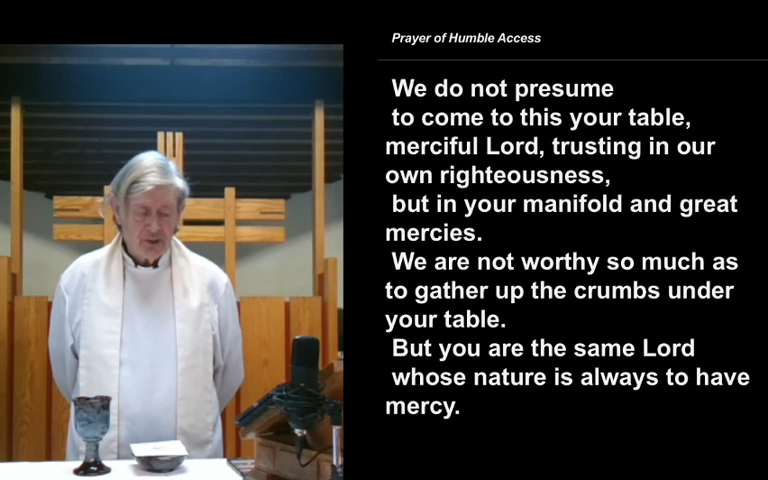 Prayer of Humble Access
We do not presume
to come to this your table,
merciful Lord, trusting in our
own righteousness,
but in your manifold and great
mercies.
We are not worthy so much as
to gather up the crumbs under
your table.
But you are the same Lord
whose nature is always to have
mercy.